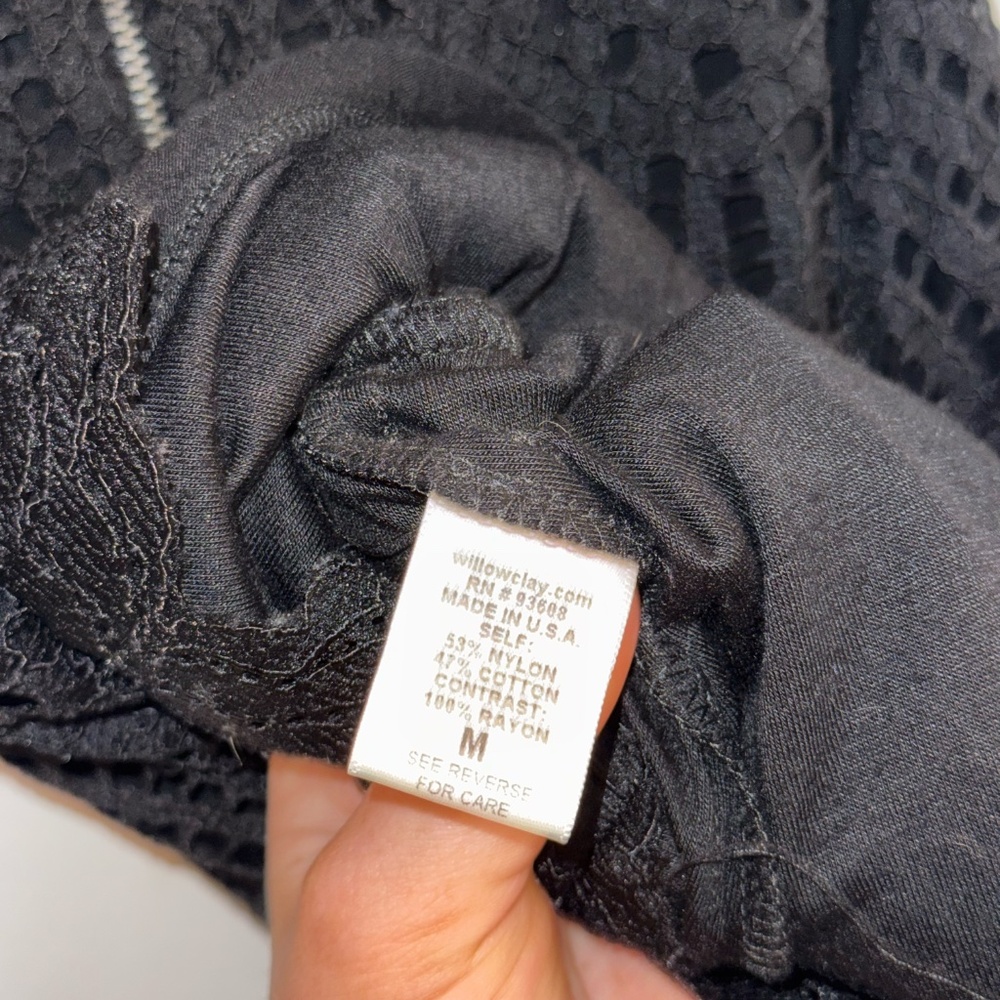 willowclay.com
RN # 93608
MADE IN U.S.A.
SELF:
53% NYLON
47% COTTON
CONTRAST:
100% RAYON
M
SEE REVERSE
FOR CARE